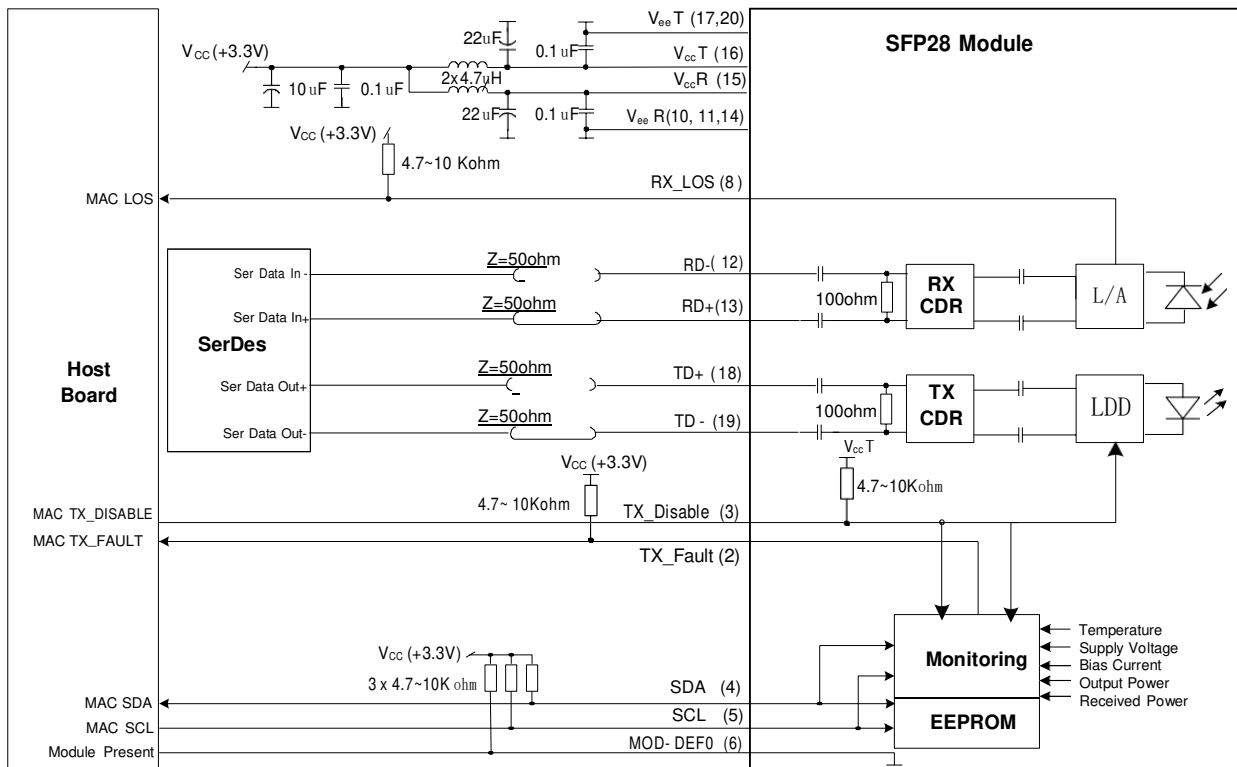 VeeT (17,20)
22uF
0.1 uF
SFP28 Module
VCC (+3.3V)
VccT (16)
2x4.7uH
VccR (15)
10 uF
0.1 uF
22uF
0.1 uF
Vee R(10, 11,14)
VCC (+3.3V)
4.7~10 Kohm
MAC LOS
RX_LOS (8)
Z=50ohm
Ser Data In -
RD-( 12)
RX
CDR
L/A
100ohm
Z=50ohm
Ser Data In+
RD+(13)
SerDes
Host
Board
Z=50ohm
Ser Data Out+
TD+ (18)
TX
CDR
LDD
100ohm
Z=50ohm
Ser Data Out-
TD - (19)
VccT
VCC (+3.3V)
4.7~10Kohm
4.7~ 10Kohm
MAC TX_DISABLE
TX_Disable (3)
MAC TX_FAULT
TX_Fault (2)
Temperature
Supply Voltage
Bias Current
Output Power
Received Power
Monitoring
VCC (+3.3V)
3 x 4.7~10K ohm
MAC SDA
SDA (4)
MAC SCL
SCL (5)
EEPROM
Module Present
MOD- DEF0 (6)